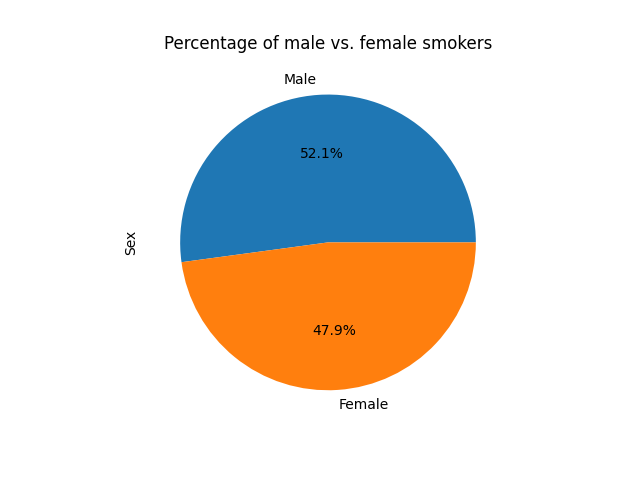 Percentage of male vs. female smokers
Male
52.1%
Sex
47.9%
Female